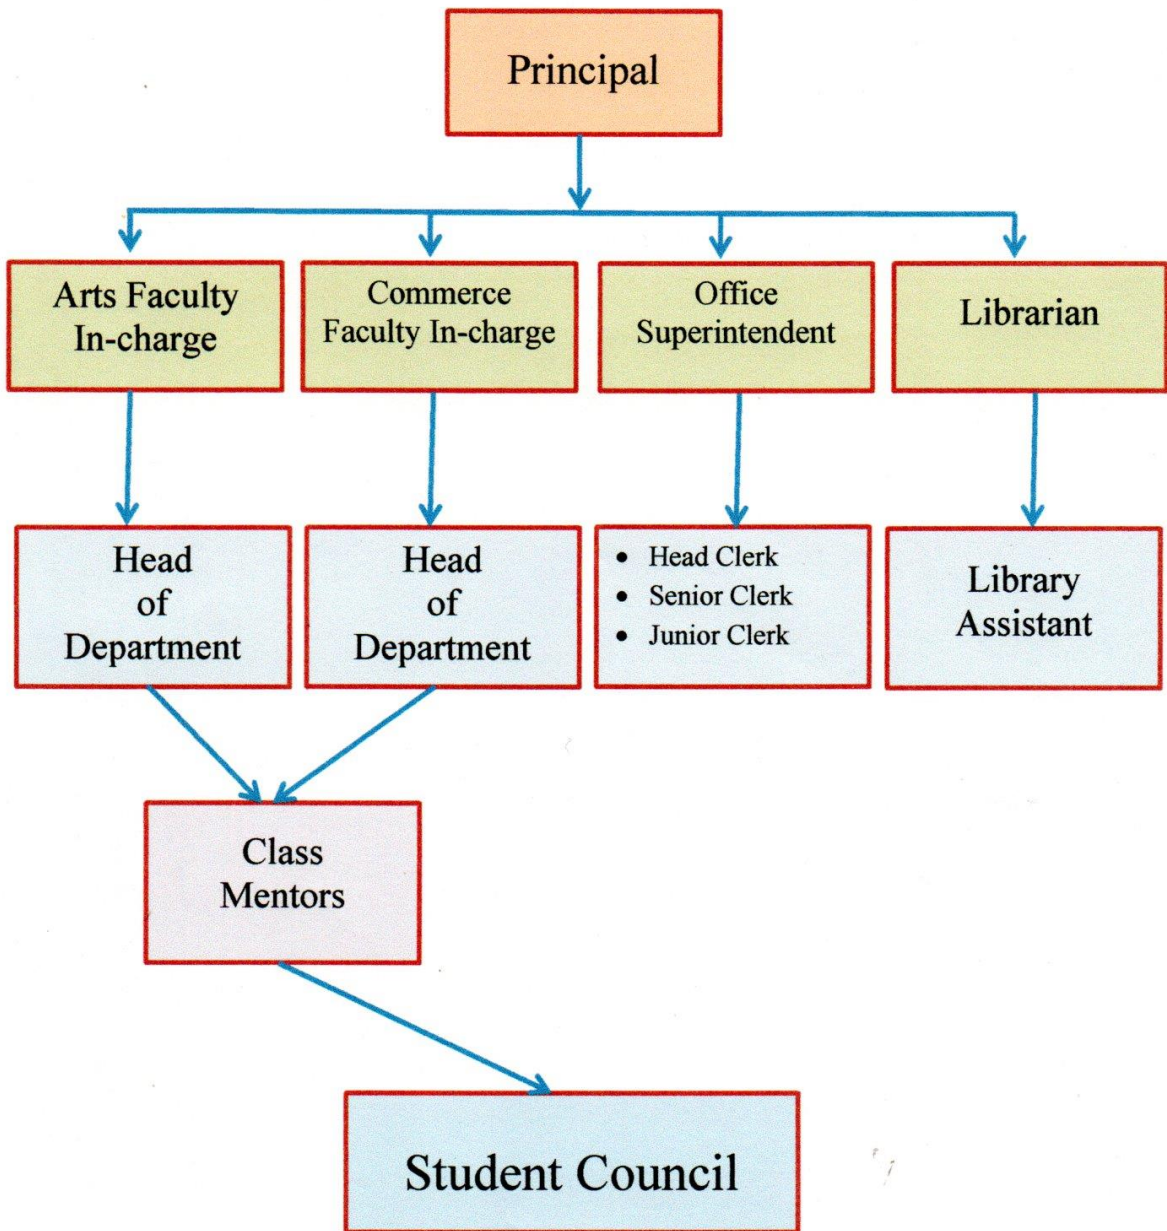 Principal
Arts Faculty
In-charge
Commerce
Faculty In-charge
Office
Superintendent
Librarian
Head
of
Department
Head
of
Department
• Head Clerk
• Senior Clerk
• Junior Clerk
Library
Assistant
Class
Mentors
Student Council